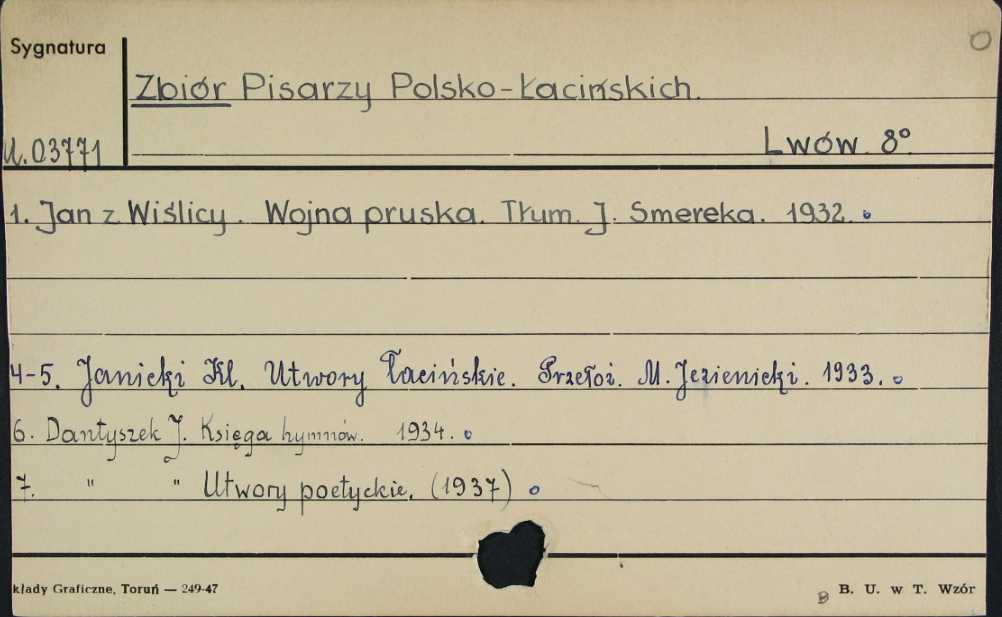 Sygnatura
Zbiór Pisarzy Polsko-Łacińskich.
U.03771
Lwów 8°
1. Jan z Wiślicy. Wojna pruska. Tłum. J. Smereka. 1932.
4-5. Janicki Kl. Utwory Łacińskie. Przełoż. M. Jezienicki. 1933.
6. Dantyszek J. Księga hymnów. 1934.
7. " " Utwory poetyckie. (1937)
kłady Graficzne, Toruń — 249-47
B B. U. w T. Wzór